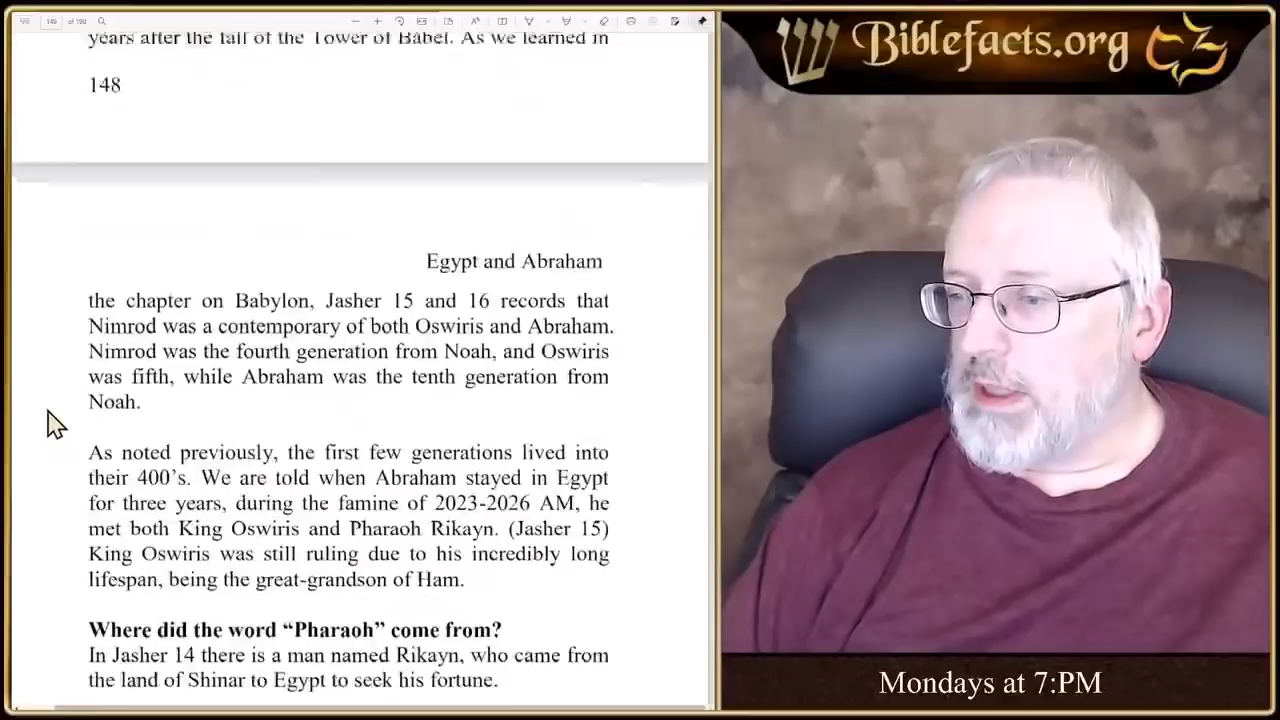 149 of 190
years after the fall of the Tower of Babel. As we learned in
148
Egypt and Abraham
the chapter on Babylon, Jasher 15 and 16 records that
Nimrod was a contemporary of both Oswiris and Abraham.
Nimrod was the fourth generation from Noah, and Oswiris
was fifth, while Abraham was the tenth generation from
Noah.
As noted previously, the first few generations lived into
their 400’s. We are told when Abraham stayed in Egypt
for three years, during the famine of 2023-2026 AM, he
met both King Oswiris and Pharaoh Rikayn. (Jasher 15)
King Oswiris was still ruling due to his incredibly long
lifespan, being the great-grandson of Ham.
Where did the word “Pharaoh” come from?
In Jasher 14 there is a man named Rikayn, who came from
the land of Shinar to Egypt to seek his fortune.
Biblefacts.org
Mondays at 7:PM